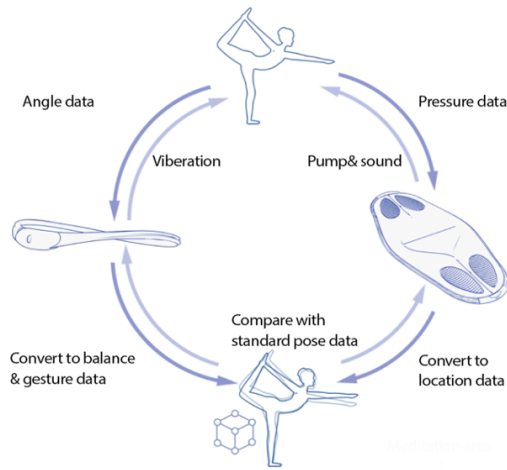 Angle data
Pressure data
Viberation
Pump& sound
Compare with
standard pose data
Convert to balance
& gesture data
Convert to
location data